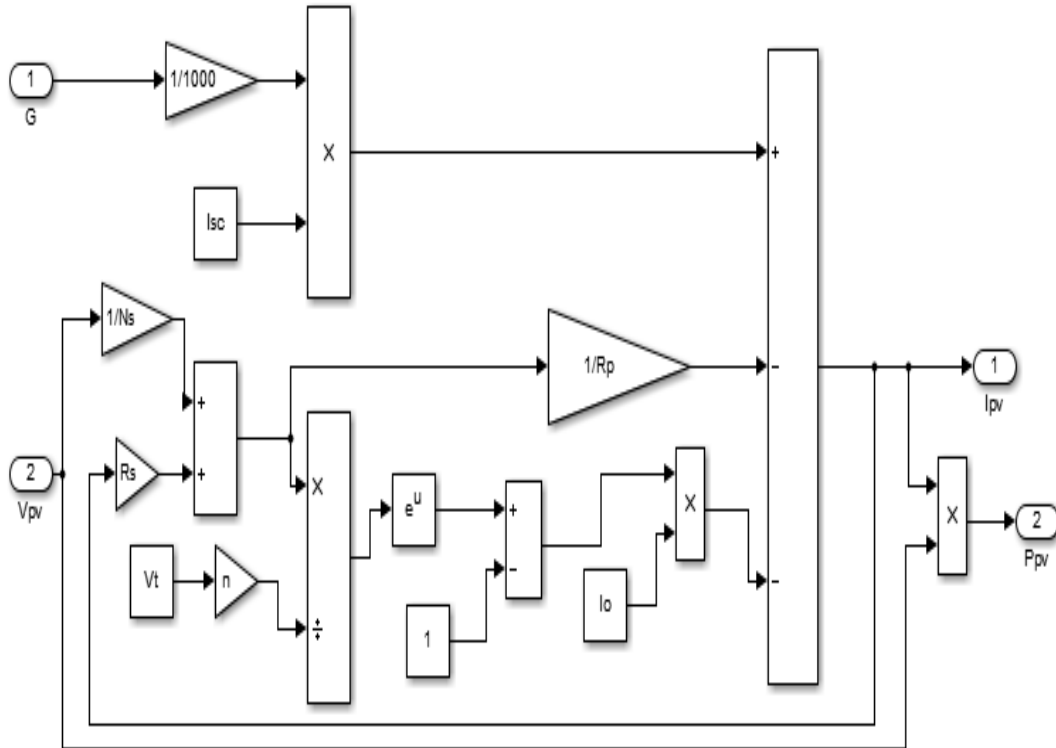 1
G
1/1000
X
Isc
+
1/Ns
1/Rp
-
1
Ipv
+
+
Rs
2
Vpv
X
e^u
+
-
X
X
2
Ppv
Vt
n
÷
1
Io
-